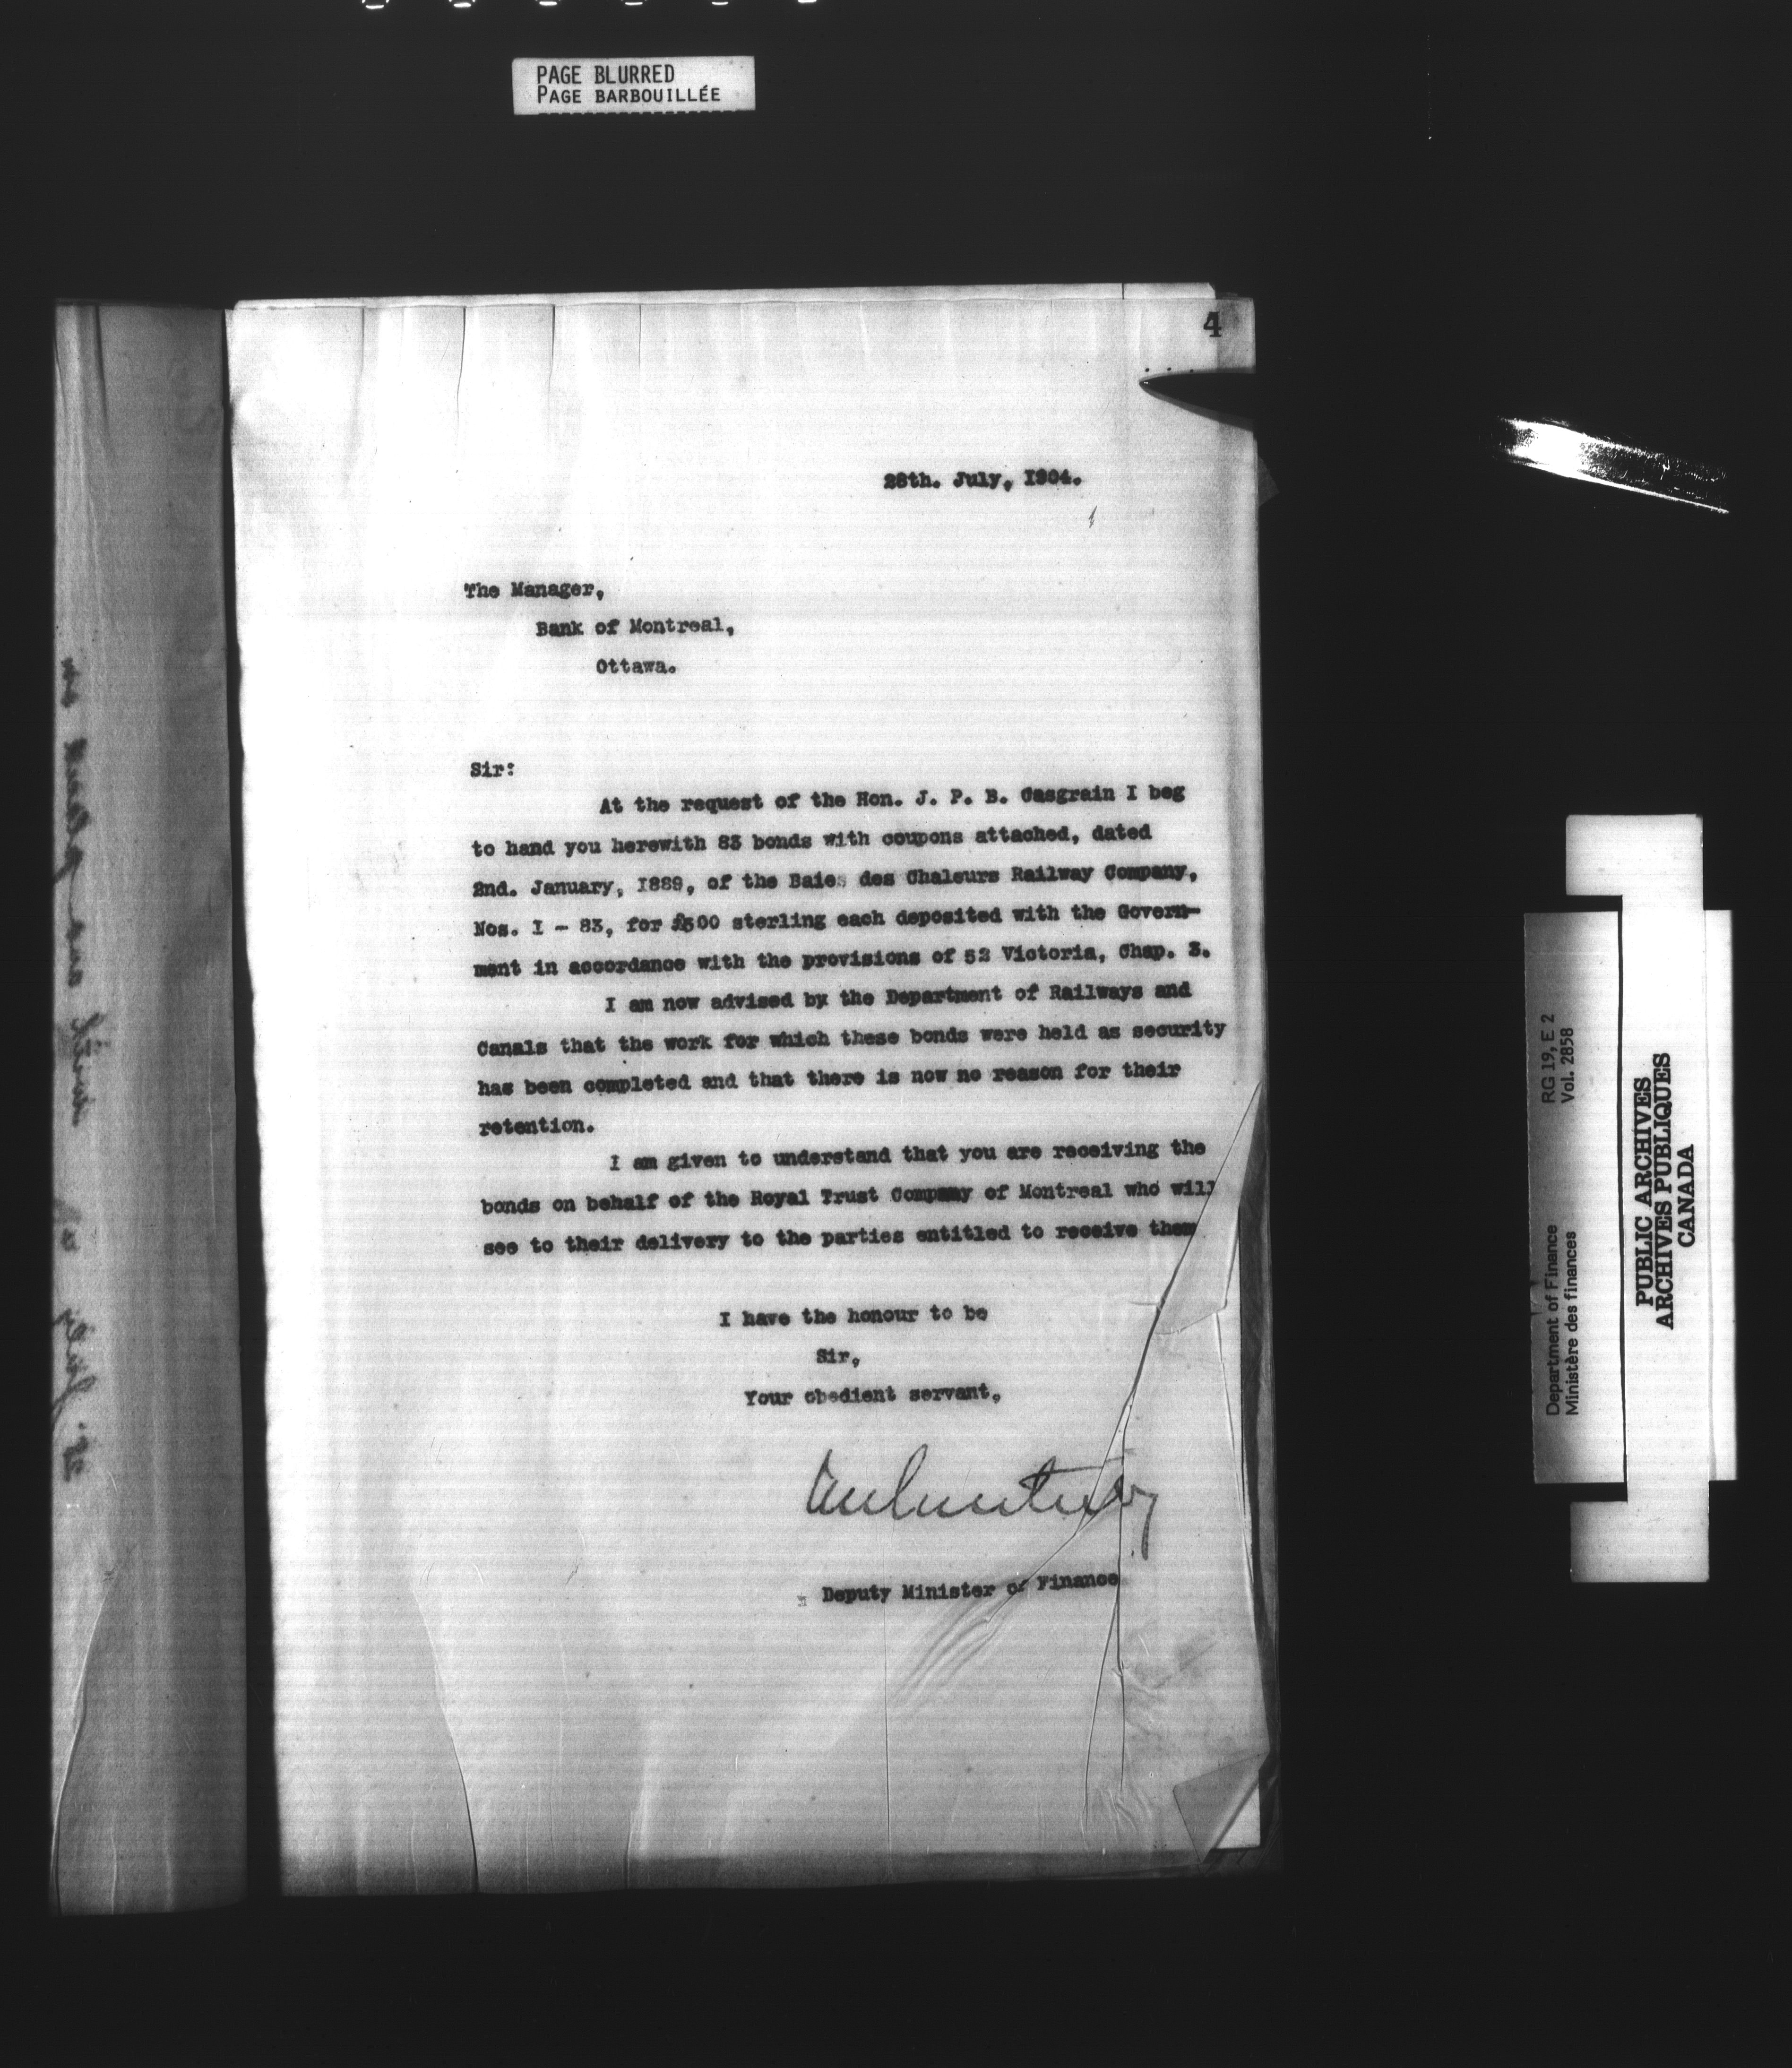 PAGE BLURRED
PAGE BARBOUILLÉE
4
28th. July, 1904.
The Manager,
Bank of Montreal,
Ottawa.
Sir:
At the request of the Hon. J. P. B. Casgrain I beg
to hand you herewith 83 bonds with coupons attached, dated
2nd. January, 1889, of the Baies des Chaleurs Railway Company,
Nos. I - 83, for £500 sterling each deposited with the Govern-
ment in accordance with the provisions of 52 Victoria, Chap. 3.
I am now advised by the Department of Railways and
Canals that the work for which these bonds were held as security
has been completed and that there is now no reason for their
retention.
I am given to understand that you are receiving the
bonds on behalf of the Royal Trust Company of Montreal who will
see to their delivery to the parties entitled to receive them
I have the honour to be
Sir,
Your obedient servant,
Deputy Minister of Finance
RG 19, E 2
Vol. 2858
Department of Finance
Ministère des finances
PUBLIC ARCHIVES
ARCHIVES PUBLIQUES
CANADA